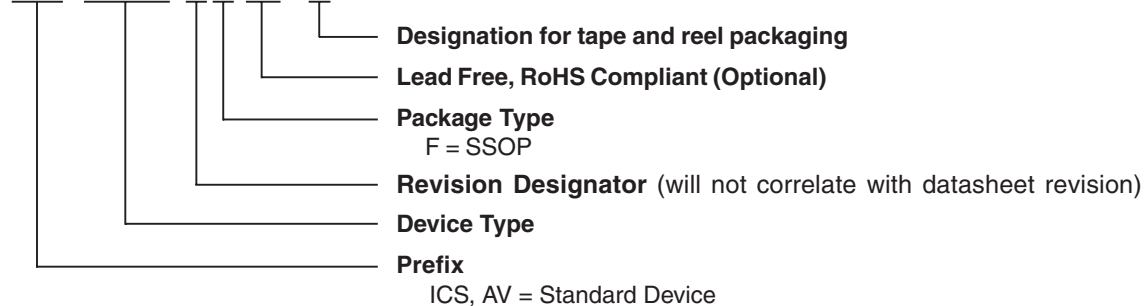 Designation for tape and reel packaging
Lead Free, RoHS Compliant (Optional)
Package Type
F = SSOP
Revision Designator (will not correlate with datasheet revision)
Device Type
Prefix
ICS, AV = Standard Device